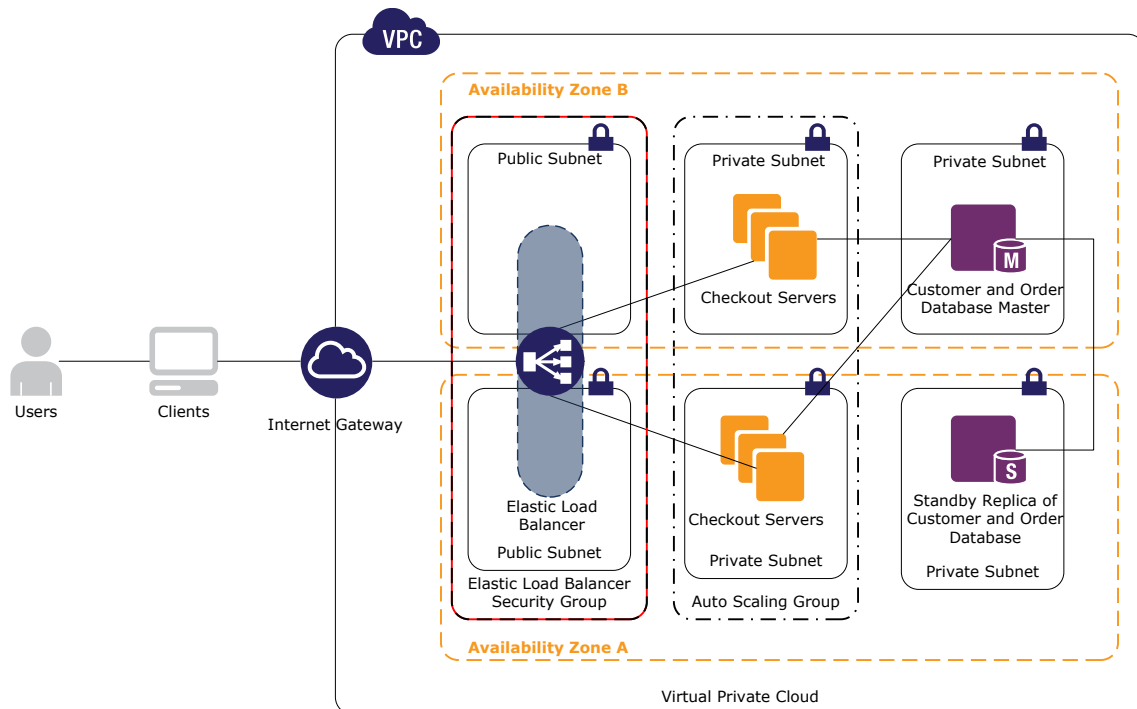 VPC
Availability Zone B
Public Subnet
Private Subnet
Private Subnet
Checkout Servers
M
Customer and Order
Database Master
Users
Clients
Internet Gateway
Elastic Load
Balancer
Public Subnet
Elastic Load Balancer
Security Group
Checkout Servers
Private Subnet
Auto Scaling Group
S
Standby Replica of
Customer and Order
Database
Private Subnet
Availability Zone A
Virtual Private Cloud